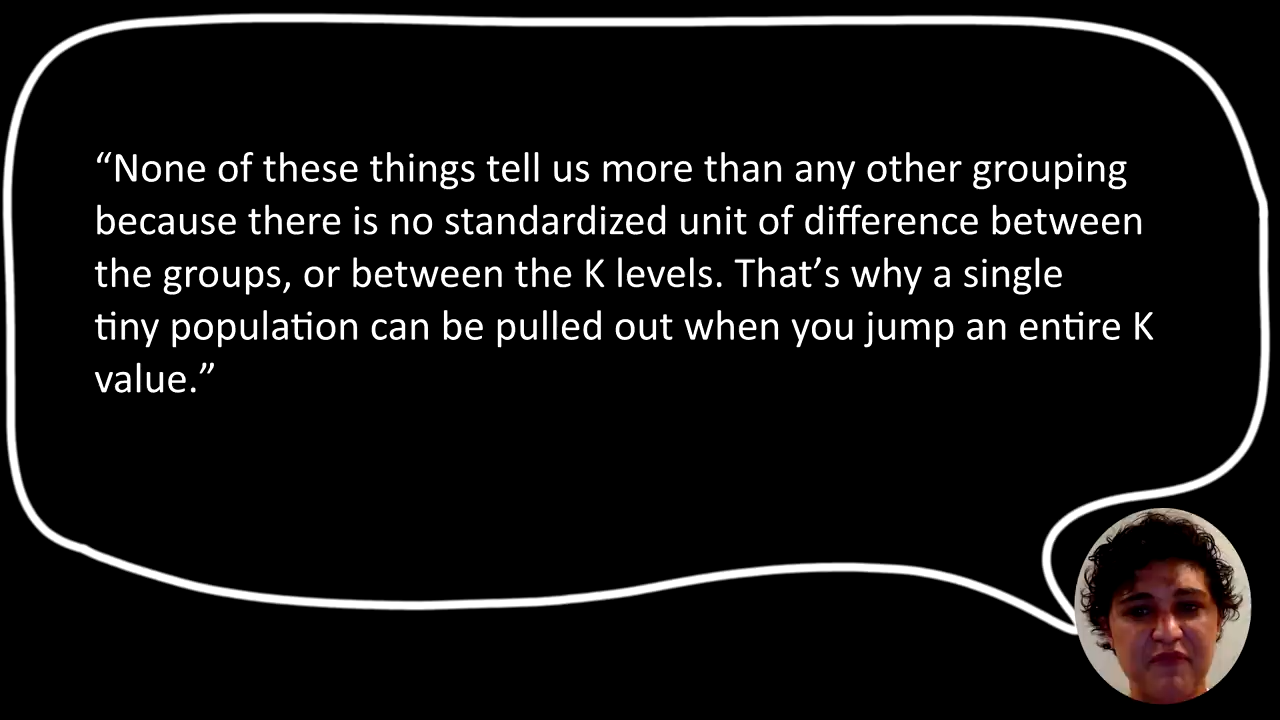 “None of these things tell us more than any other grouping
because there is no standardized unit of difference between
the groups, or between the K levels. That’s why a single
tiny population can be pulled out when you jump an entire K
value.”